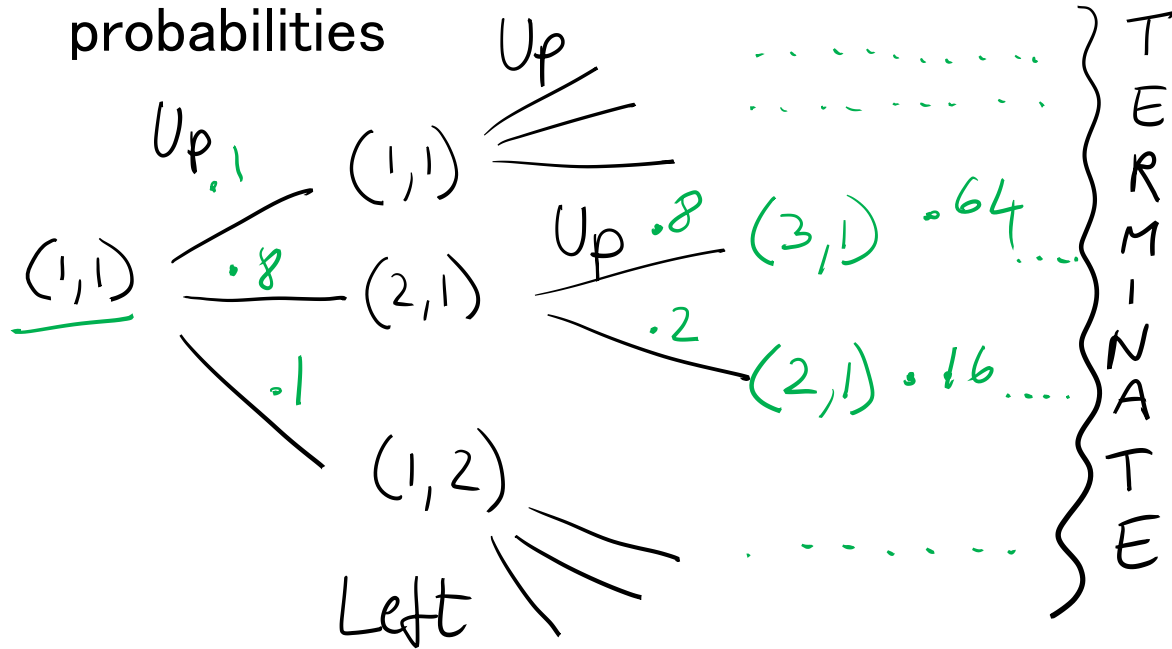 probabilities
Up
Up .1
(1,1)
Up .8
(3,1) .64
(1,1)
.8
(2,1)
.2
(2,1) .16
.1
(1,2)
Left
TERMINATE